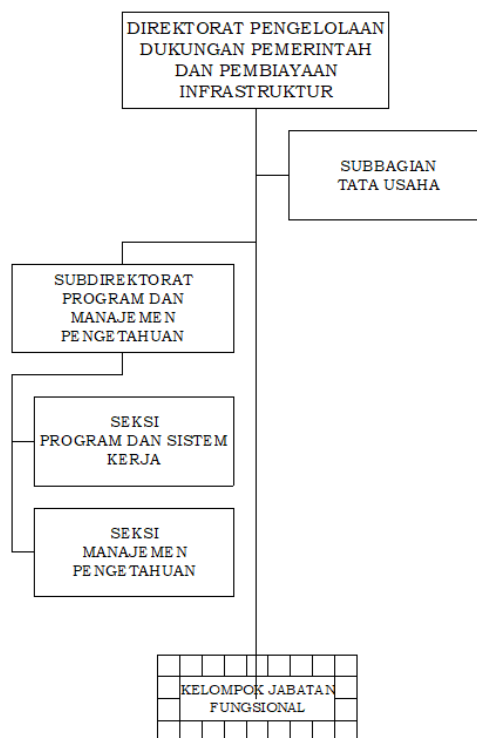 DIREKTORAT PENGELOLAAN
DUKUNGAN PEMERINTAH
DAN PEMBIAYAAN
INFRASTRUKTUR
SUBBAGIAN
TATA USAHA
SUBDIREKTORAT
PROGRAM DAN
MANAJEMEN
PENGETAHUAN
SEKSI
PROGRAM DAN SISTEM
KERJA
SEKSI
MANAJEMEN
PENGETAHUAN
KELOMPOK JABATAN
FUNGSIONAL